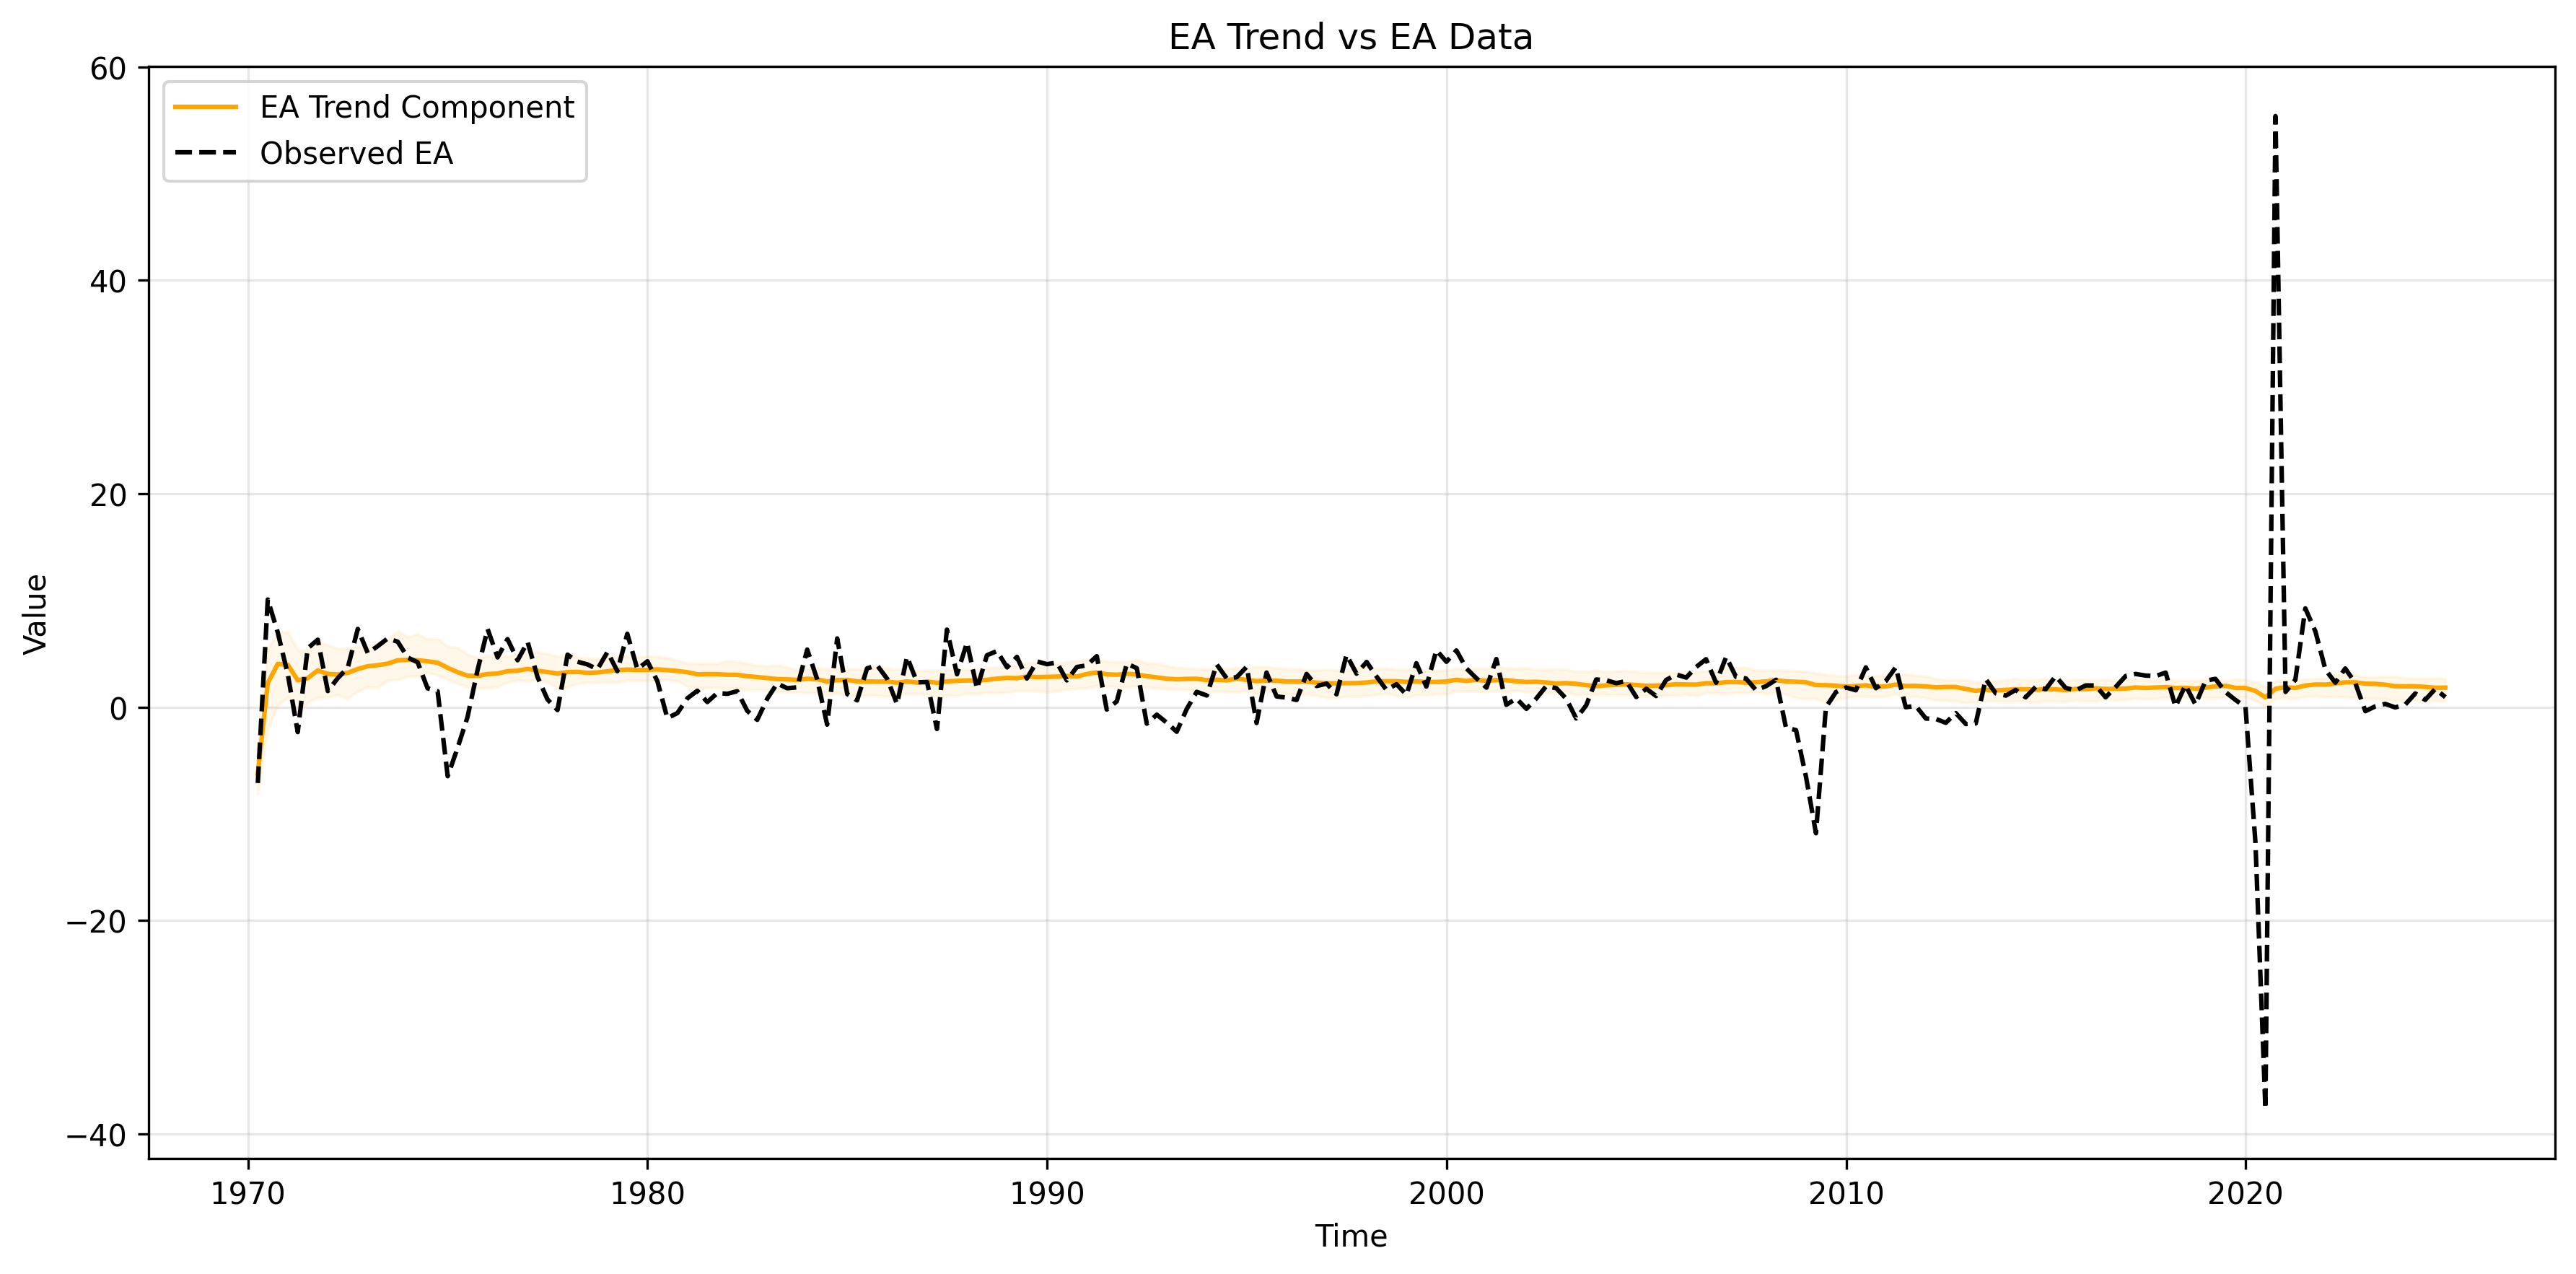 EA Trend vs EA Data
EA Trend Component
Observed EA
Value
60
40
20
0
−20
−40
1970
1980
1990
2000
2010
2020
Time